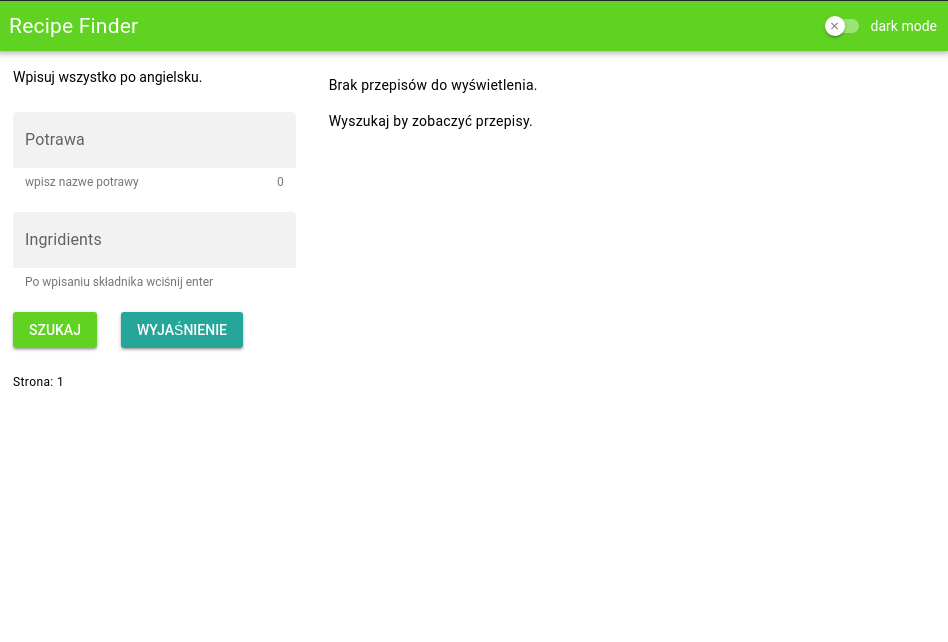 Recipe Finder
dark mode
Wpisuj wszystko po angielsku.
Potrawa
wpisz nazwe potrawy 0
Ingridients
Po wpisaniu składnika wciśnij enter
SZUKAJ WYJAŚNIENIE
Strona: 1
Brak przepisów do wyświetlenia.
Wyszukaj by zobaczyć przepisy.